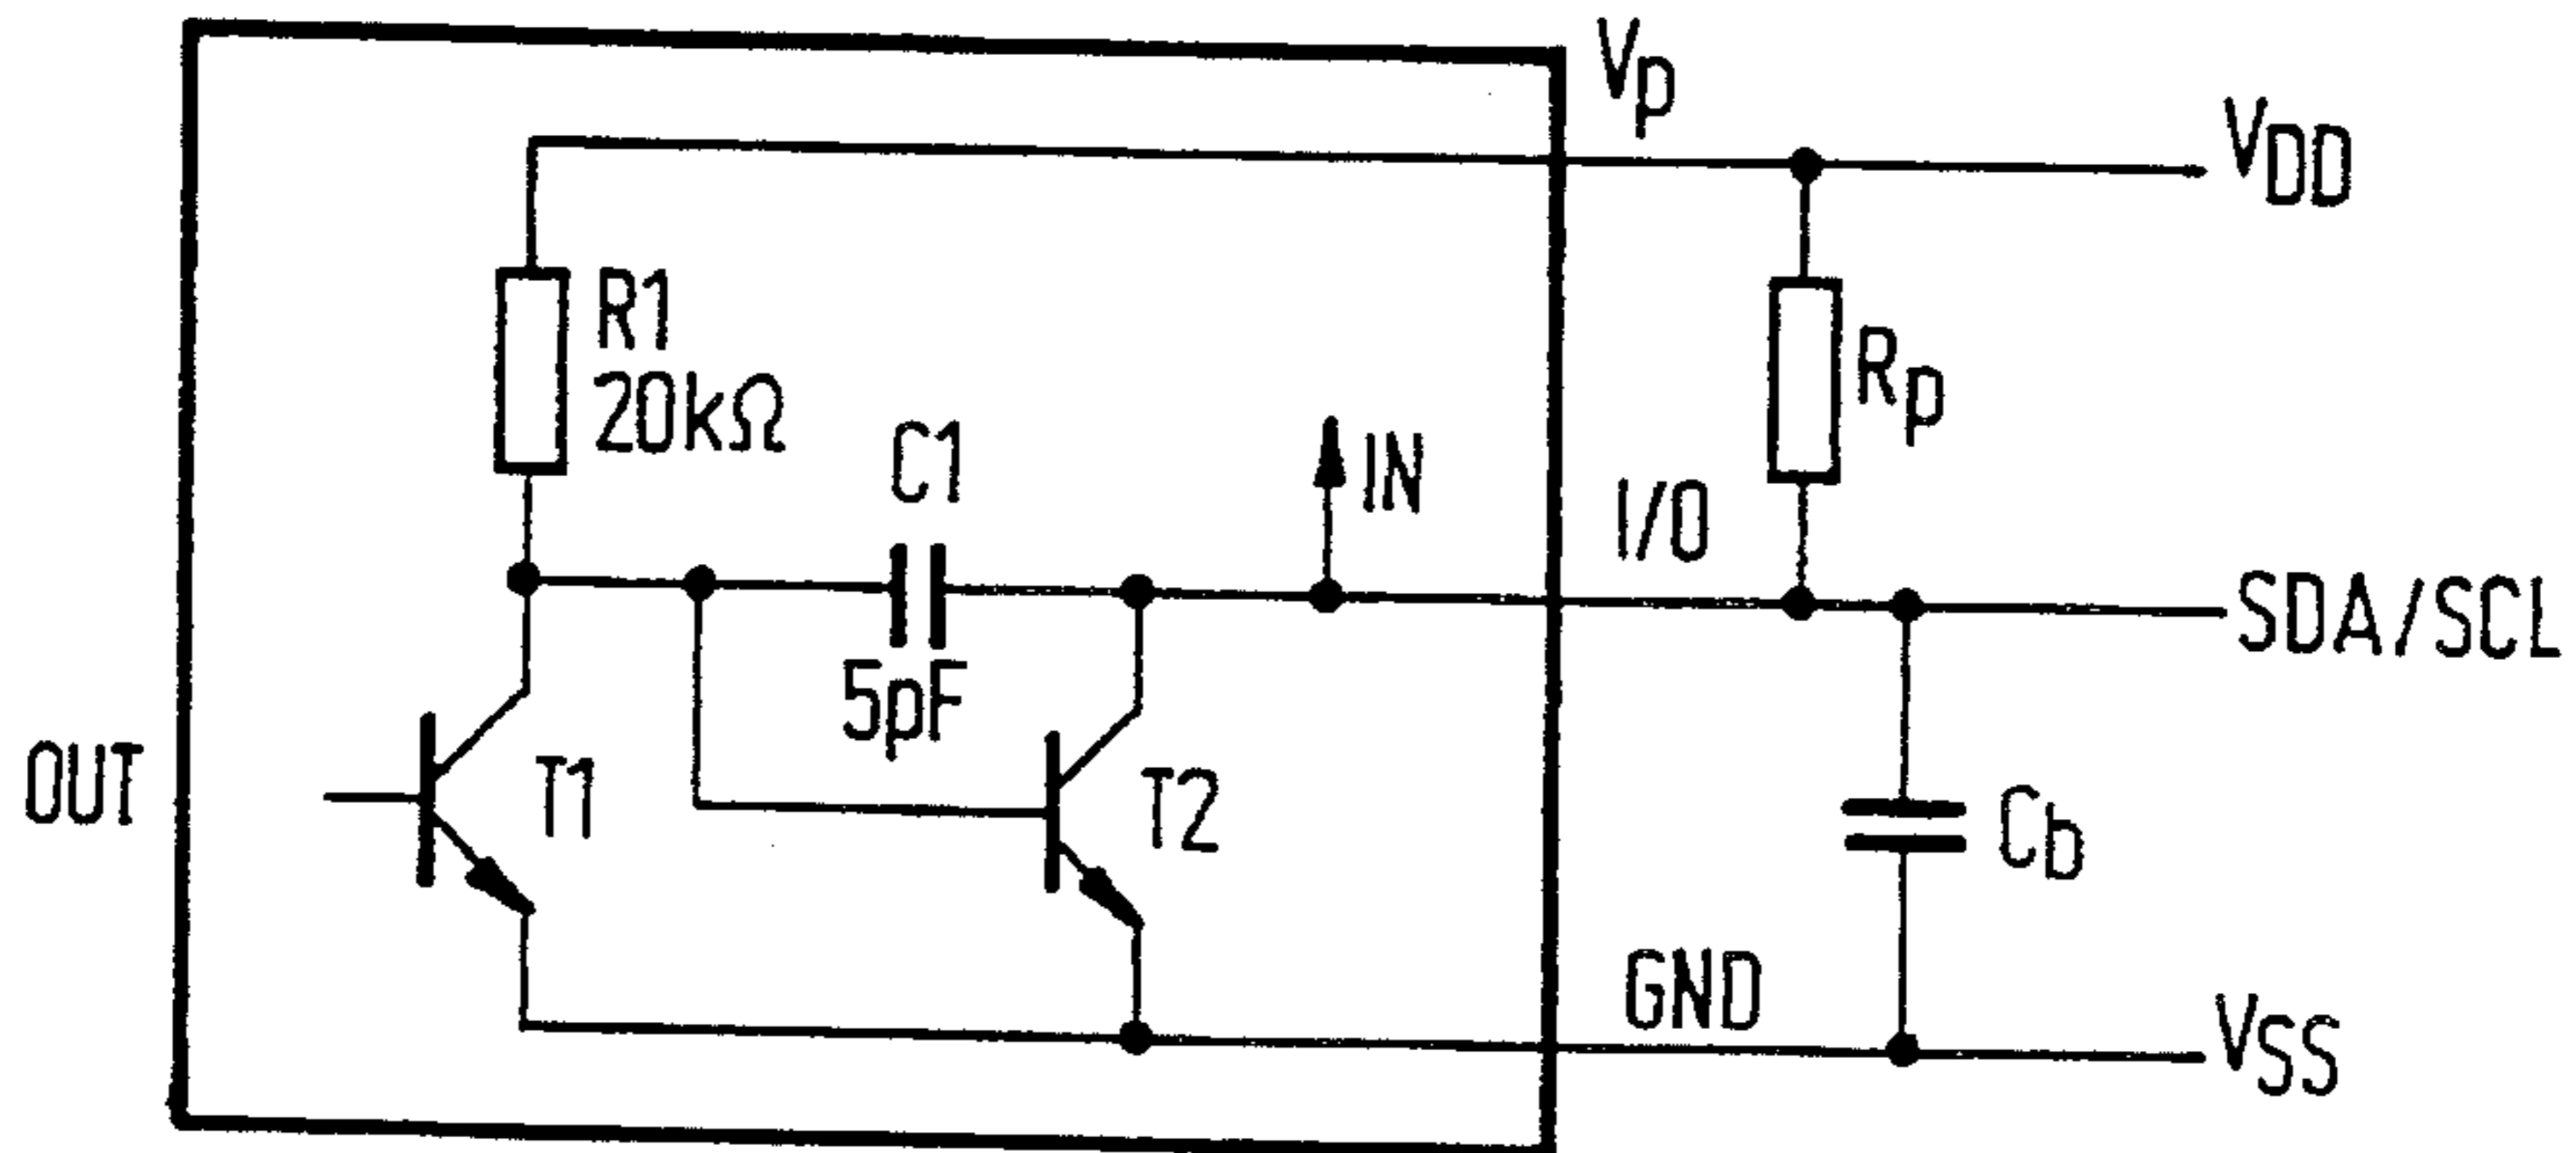 Vp
VDD
R1
20kΩ
Rp
C1
IN
I/O
5pF
SDA/SCL
OUT
T1
T2
Cb
GND
VSS